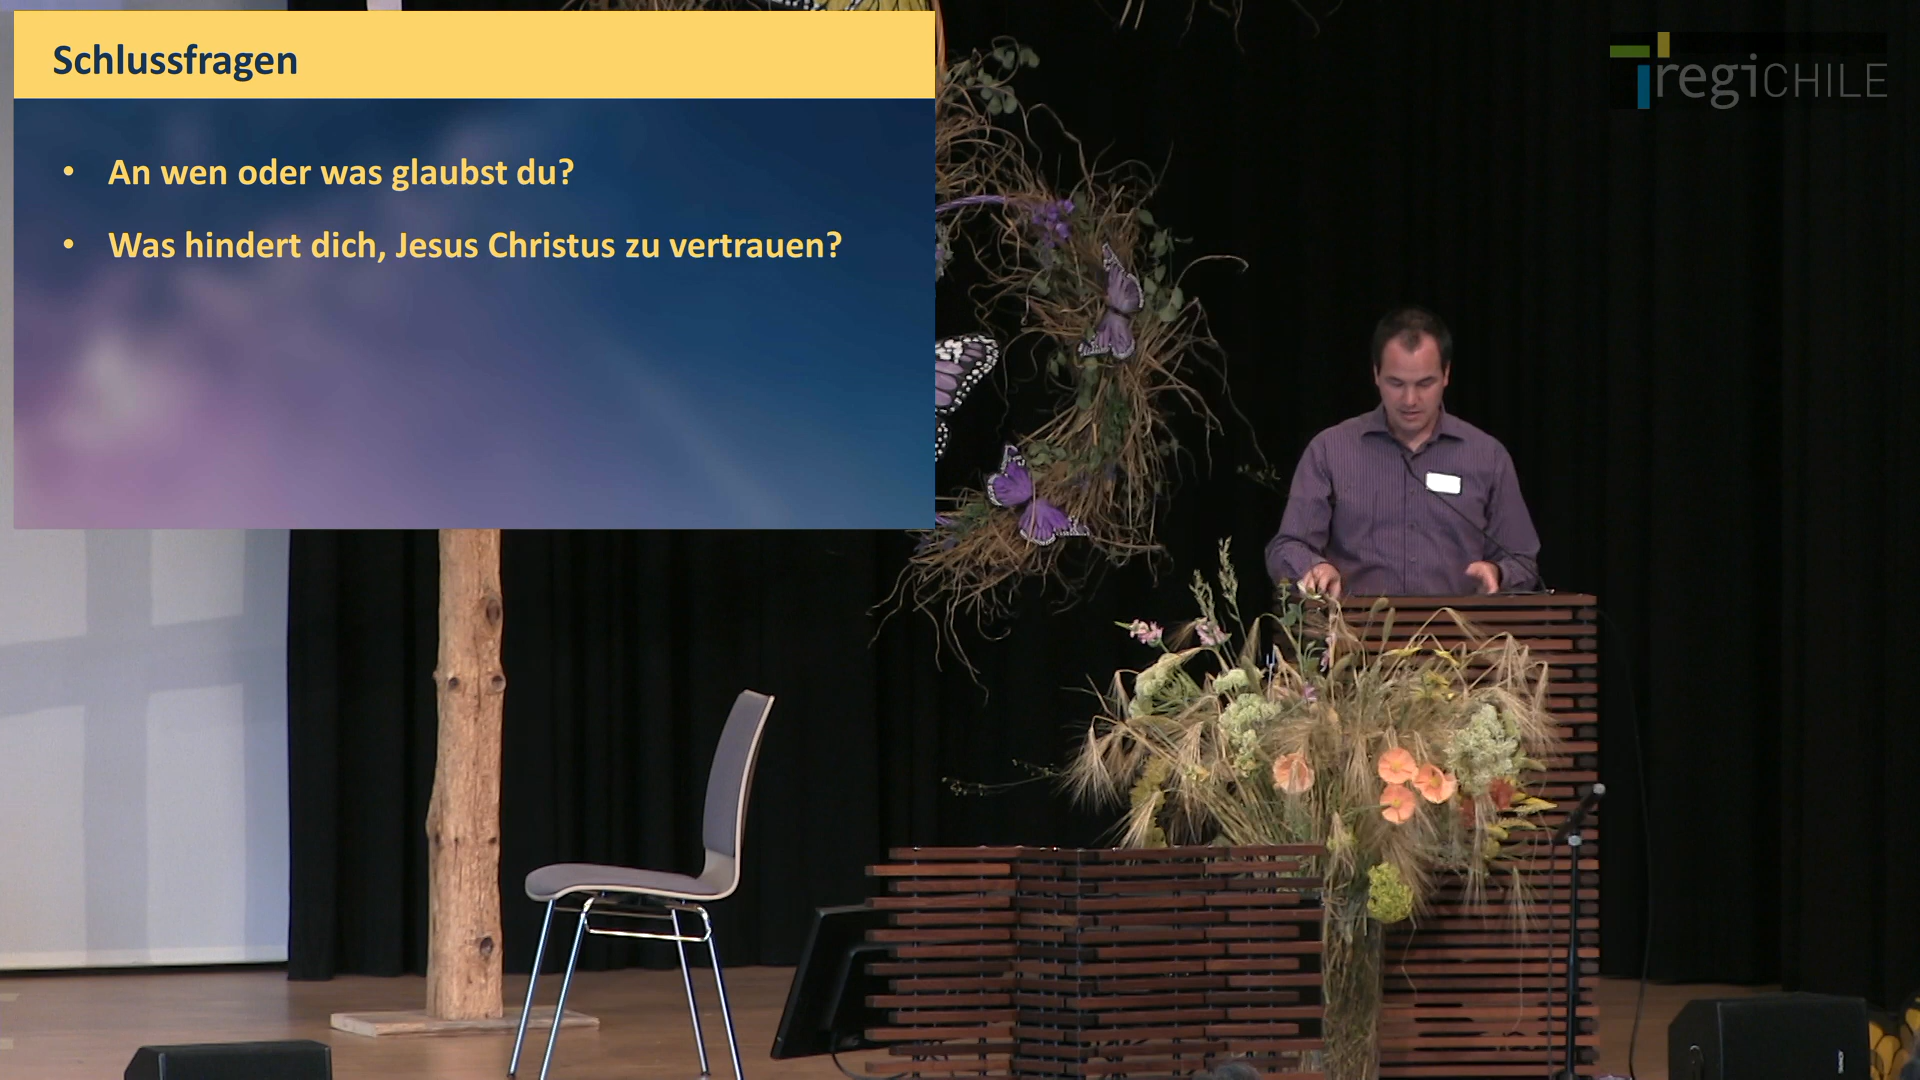 Schlussfragen
• An wen oder was glaubst du?
• Was hindert dich, Jesus Christus zu vertrauen?
regiCHILE